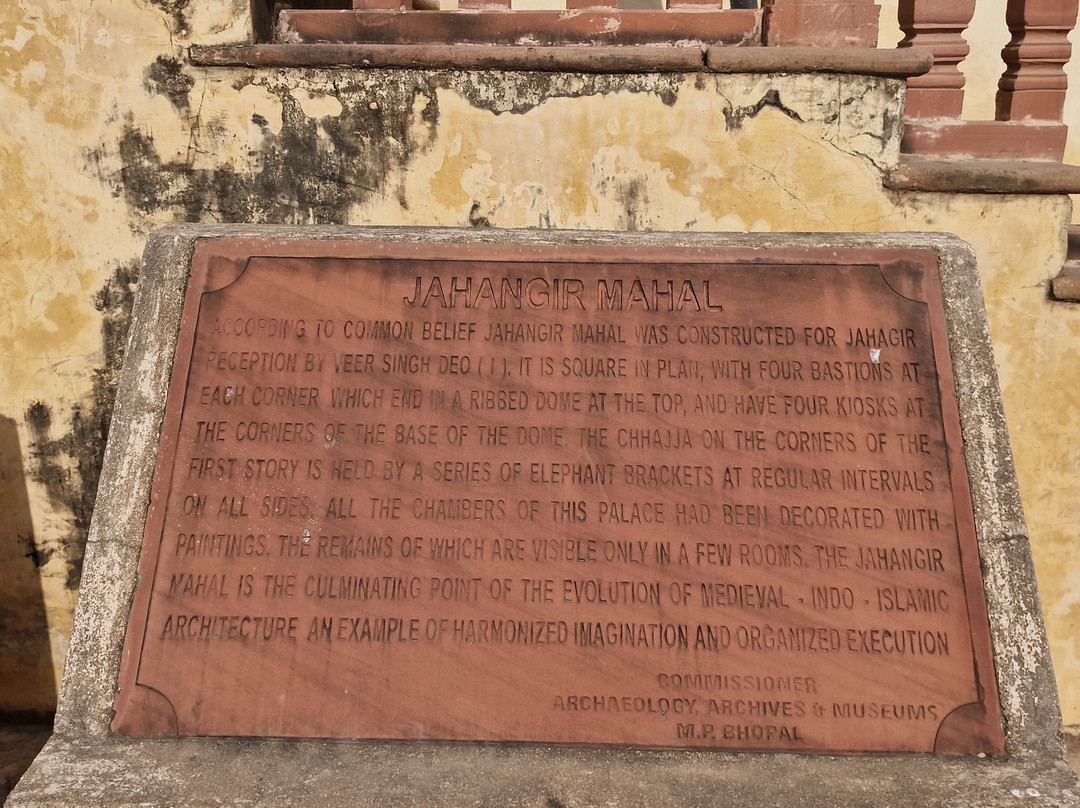 JAHANGIR MAHAL
ACCORDING TO COMMON BELIEF JAHANGIR MAHAL WAS CONSTRUCTED FOR JAHAGIR
RECEPTION BY VEER SINGH DEO ( I ). IT IS SQUARE IN PLAN, WITH FOUR BASTIONS AT
EACH CORNER WHICH END IN A RIBBED DOME AT THE TOP, AND HAVE FOUR KIOSKS AT
THE CORNERS OF THE BASE OF THE DOME. THE CHHAJJA ON THE CORNERS OF THE
FIRST STORY IS HELD BY A SERIES OF ELEPHANT BRACKETS AT REGULAR INTERVALS
ON ALL SIDES. ALL THE CHAMBERS OF THIS PALACE HAD BEEN DECORATED WITH
PAINTINGS. THE REMAINS OF WHICH ARE VISIBLE ONLY IN A FEW ROOMS. THE JAHANGIR
MAHAL IS THE CULMINATING POINT OF THE EVOLUTION OF MEDIEVAL - INDO - ISLAMIC
ARCHITECTURE AN EXAMPLE OF HARMONIZED IMAGINATION AND ORGANIZED EXECUTION
COMMISSIONER
ARCHAEOLOGY, ARCHIVES & MUSEUMS
M.P. BHOPAL